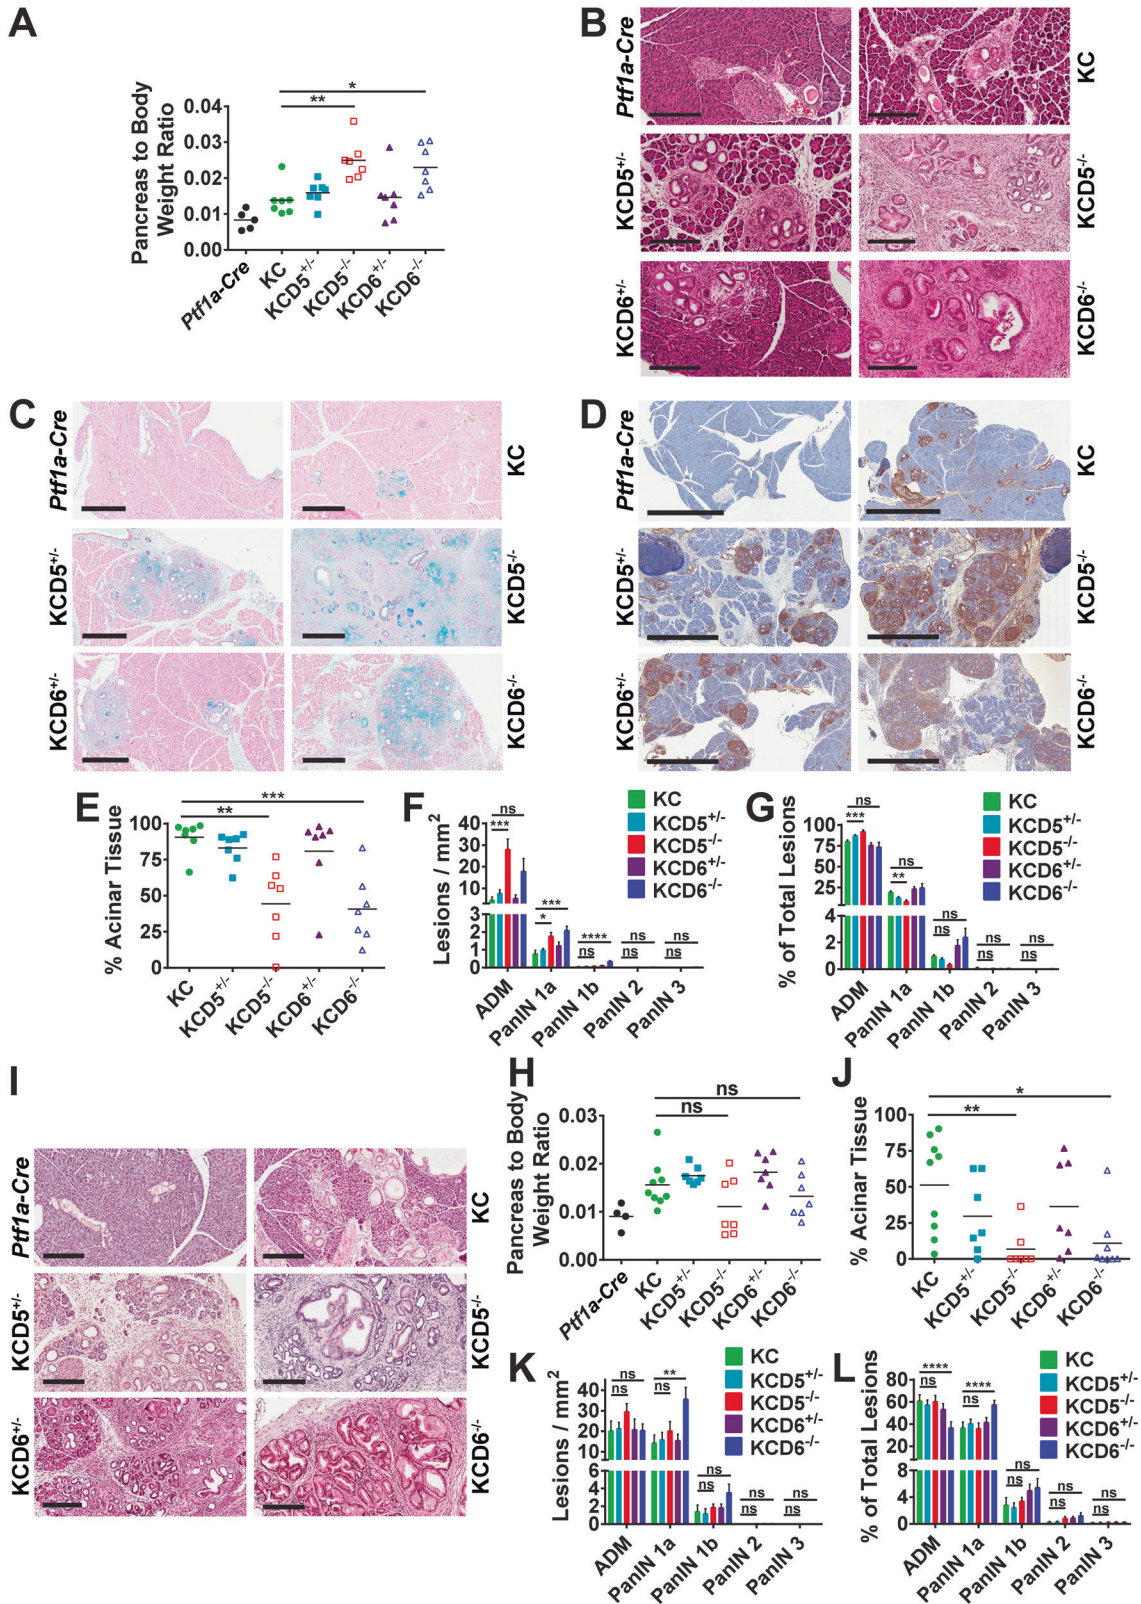 A
Pancreas to Body
Weight Ratio
0.04
0.03
0.02
0.01
0.00
**
*
Ptf1a-Cre
KC
KCD5+/-
KCD5-/-
KCD6+/-
KCD6-/-
B
Ptf1a-Cre
KC
KCD5+/-
KCD5-/-
KCD6+/-
KCD6-/-
C
Ptf1a-Cre
KC
KCD5+/-
KCD5-/-
KCD6+/-
KCD6-/-
D
Ptf1a-Cre
KC
KCD5+/-
KCD5-/-
KCD6+/-
KCD6-/-
E
% Acinar Tissue
100
75
50
25
0
***
**
KC
KCD5+/-
KCD5-/-
KCD6+/-
KCD6-/-
F
Lesions / mm2
40
30
20
10
3
2
1
0
ns
***
***
*
****
ns
ns
ns
ns
ns
KC
KCD5+/-
KCD5-/-
KCD6+/-
KCD6-/-
ADM
PanIN 1a
PanIN 1b
PanIN 2
PanIN 3
G
% of Total Lesions
100
75
50
25
4
2
0
ns
***
ns
**
ns
ns
ns
ns
ns
ns
KC
KCD5+/-
KCD5-/-
KCD6+/-
KCD6-/-
ADM
PanIN 1a
PanIN 1b
PanIN 2
PanIN 3
H
Pancreas to Body
Weight Ratio
0.03
0.02
0.01
0.00
ns
ns
Ptf1a-Cre
KC
KCD5+/-
KCD5-/-
KCD6+/-
KCD6-/-
I
Ptf1a-Cre
KC
KCD5+/-
KCD5-/-
KCD6+/-
KCD6-/-
J
% Acinar Tissue
100
75
50
25
0
*
**
KC
KCD5+/-
KCD5-/-
KCD6+/-
KCD6-/-
K
Lesions / mm2
40
30
20
10
6
4
2
0
ns
ns
**
ns
ns
ns
ns
ns
ns
ns
KC
KCD5+/-
KCD5-/-
KCD6+/-
KCD6-/-
ADM
PanIN 1a
PanIN 1b
PanIN 2
PanIN 3
L
% of Total Lesions
80
60
40
20
8
4
0
****
ns
****
ns
ns
ns
ns
ns
ns
ns
KC
KCD5+/-
KCD5-/-
KCD6+/-
KCD6-/-
ADM
PanIN 1a
PanIN 1b
PanIN 2
PanIN 3